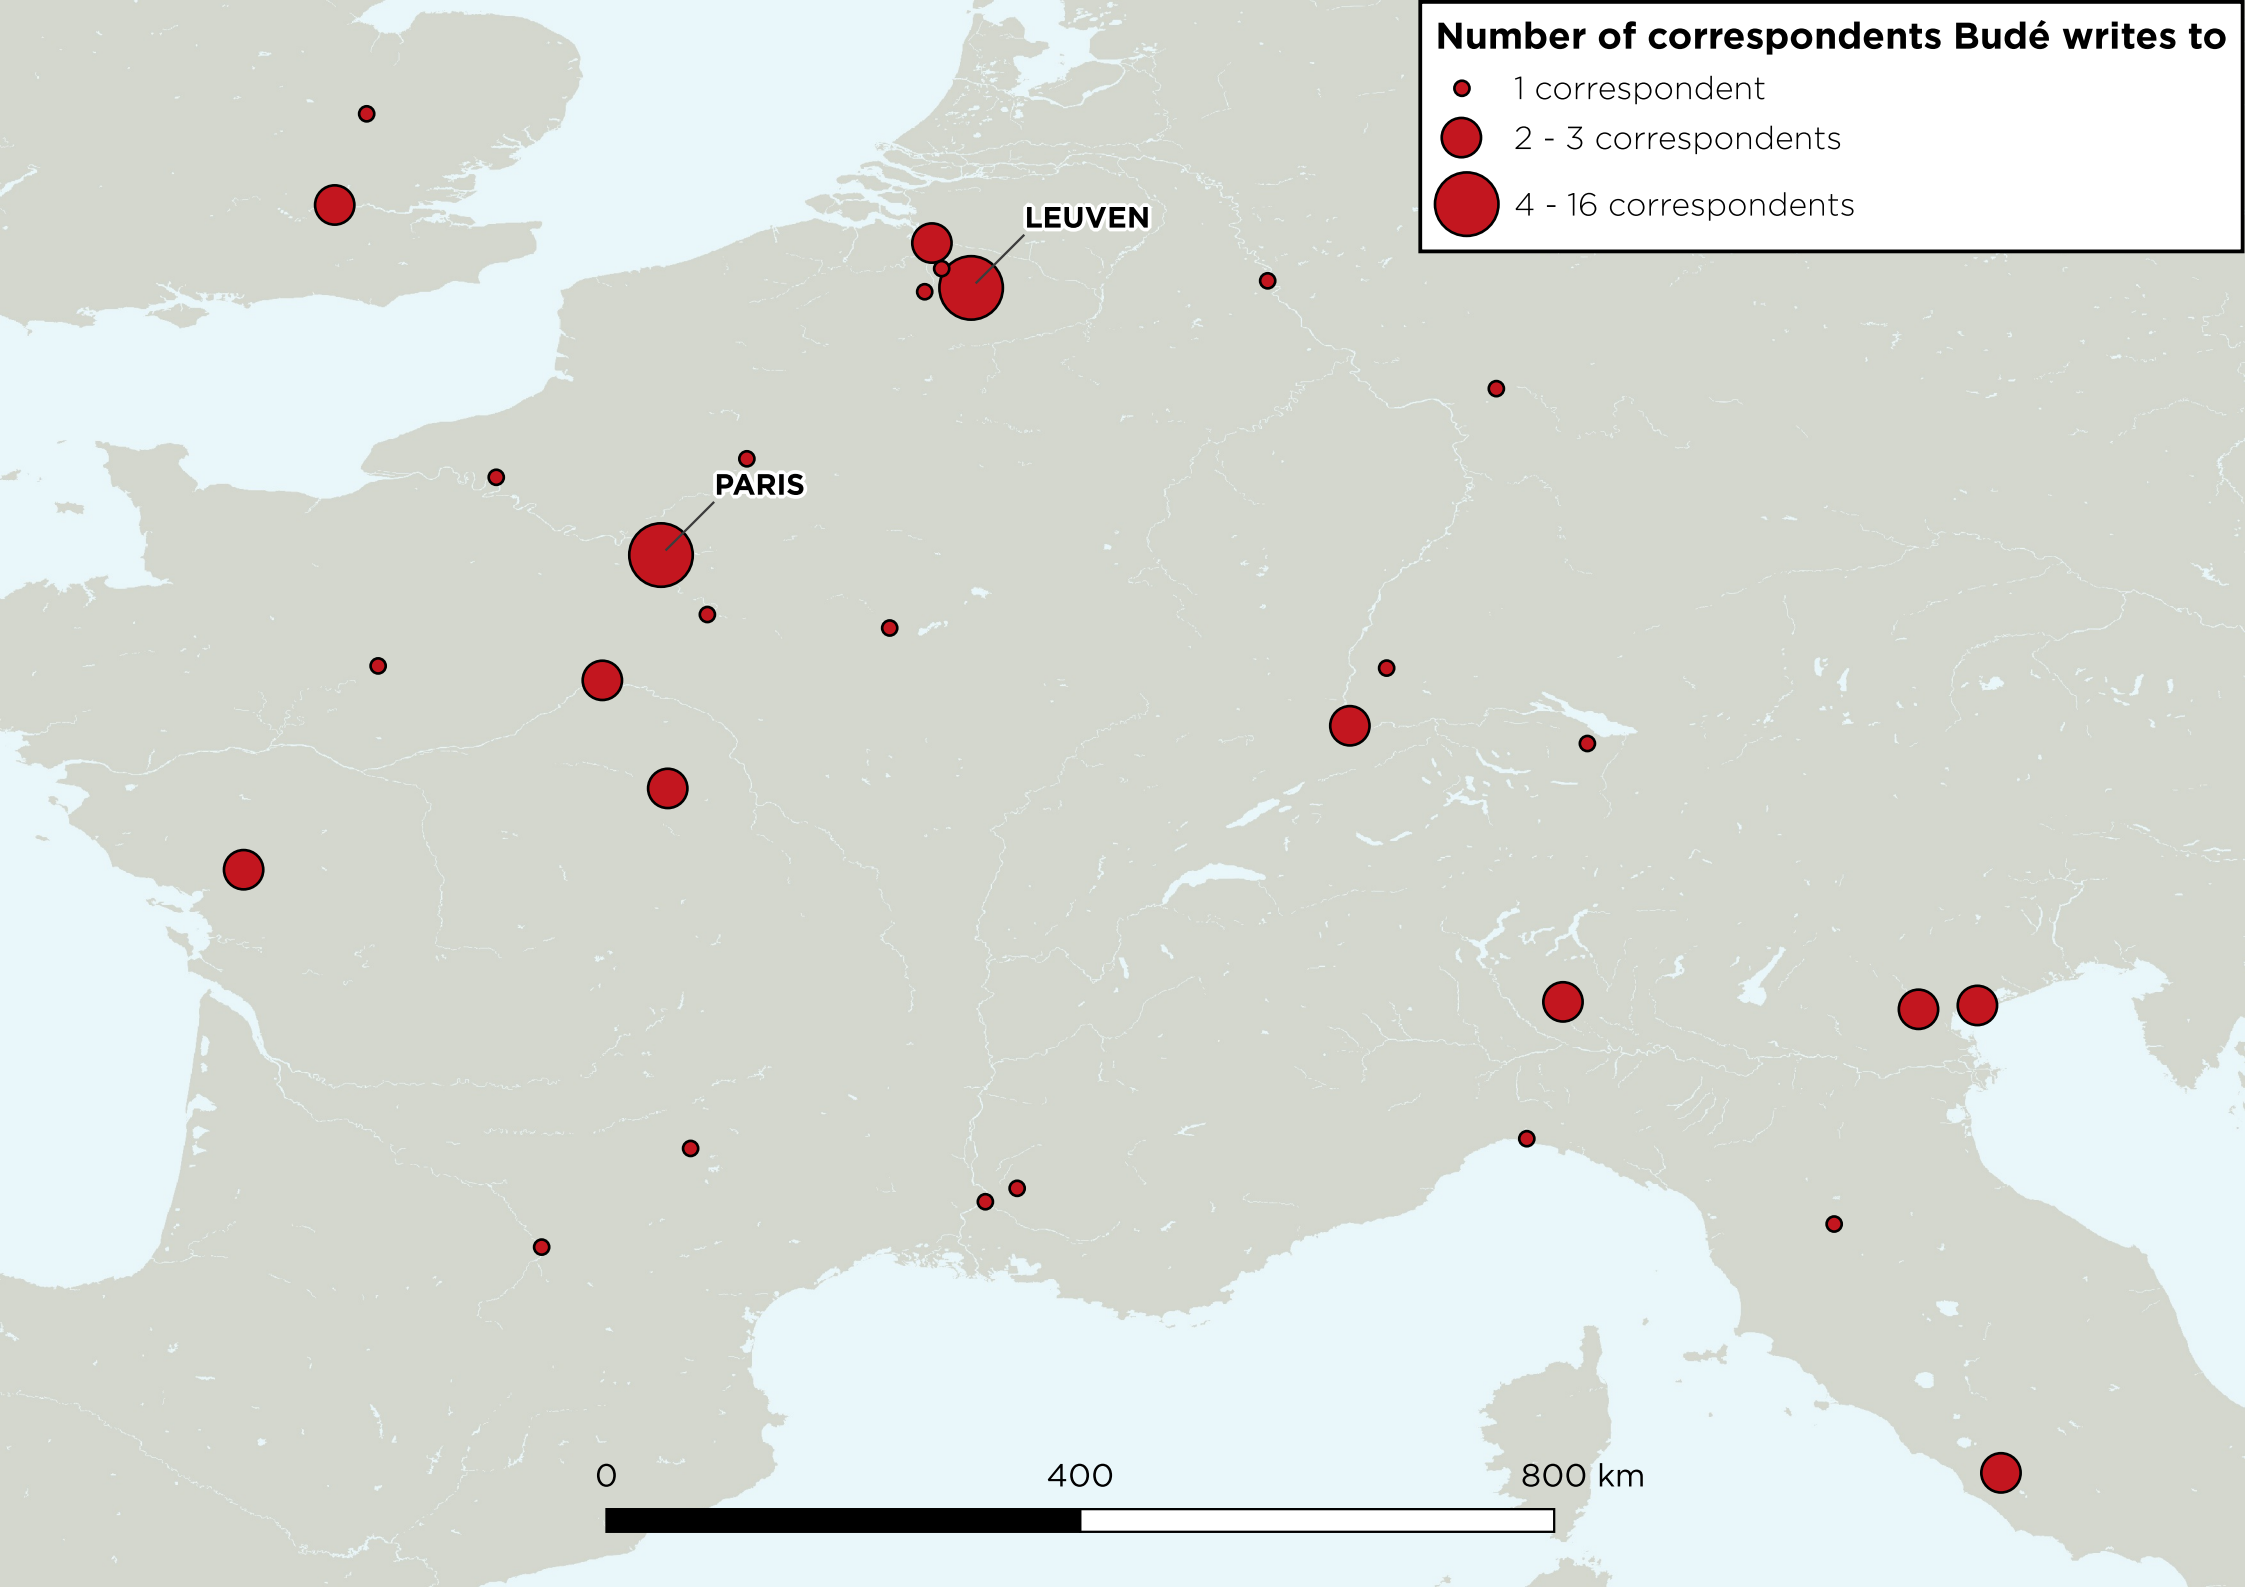 Number of correspondents Budé writes to
1 correspondent
2 - 3 correspondents
4 - 16 correspondents
LEUVEN
PARIS
0 400 800 km